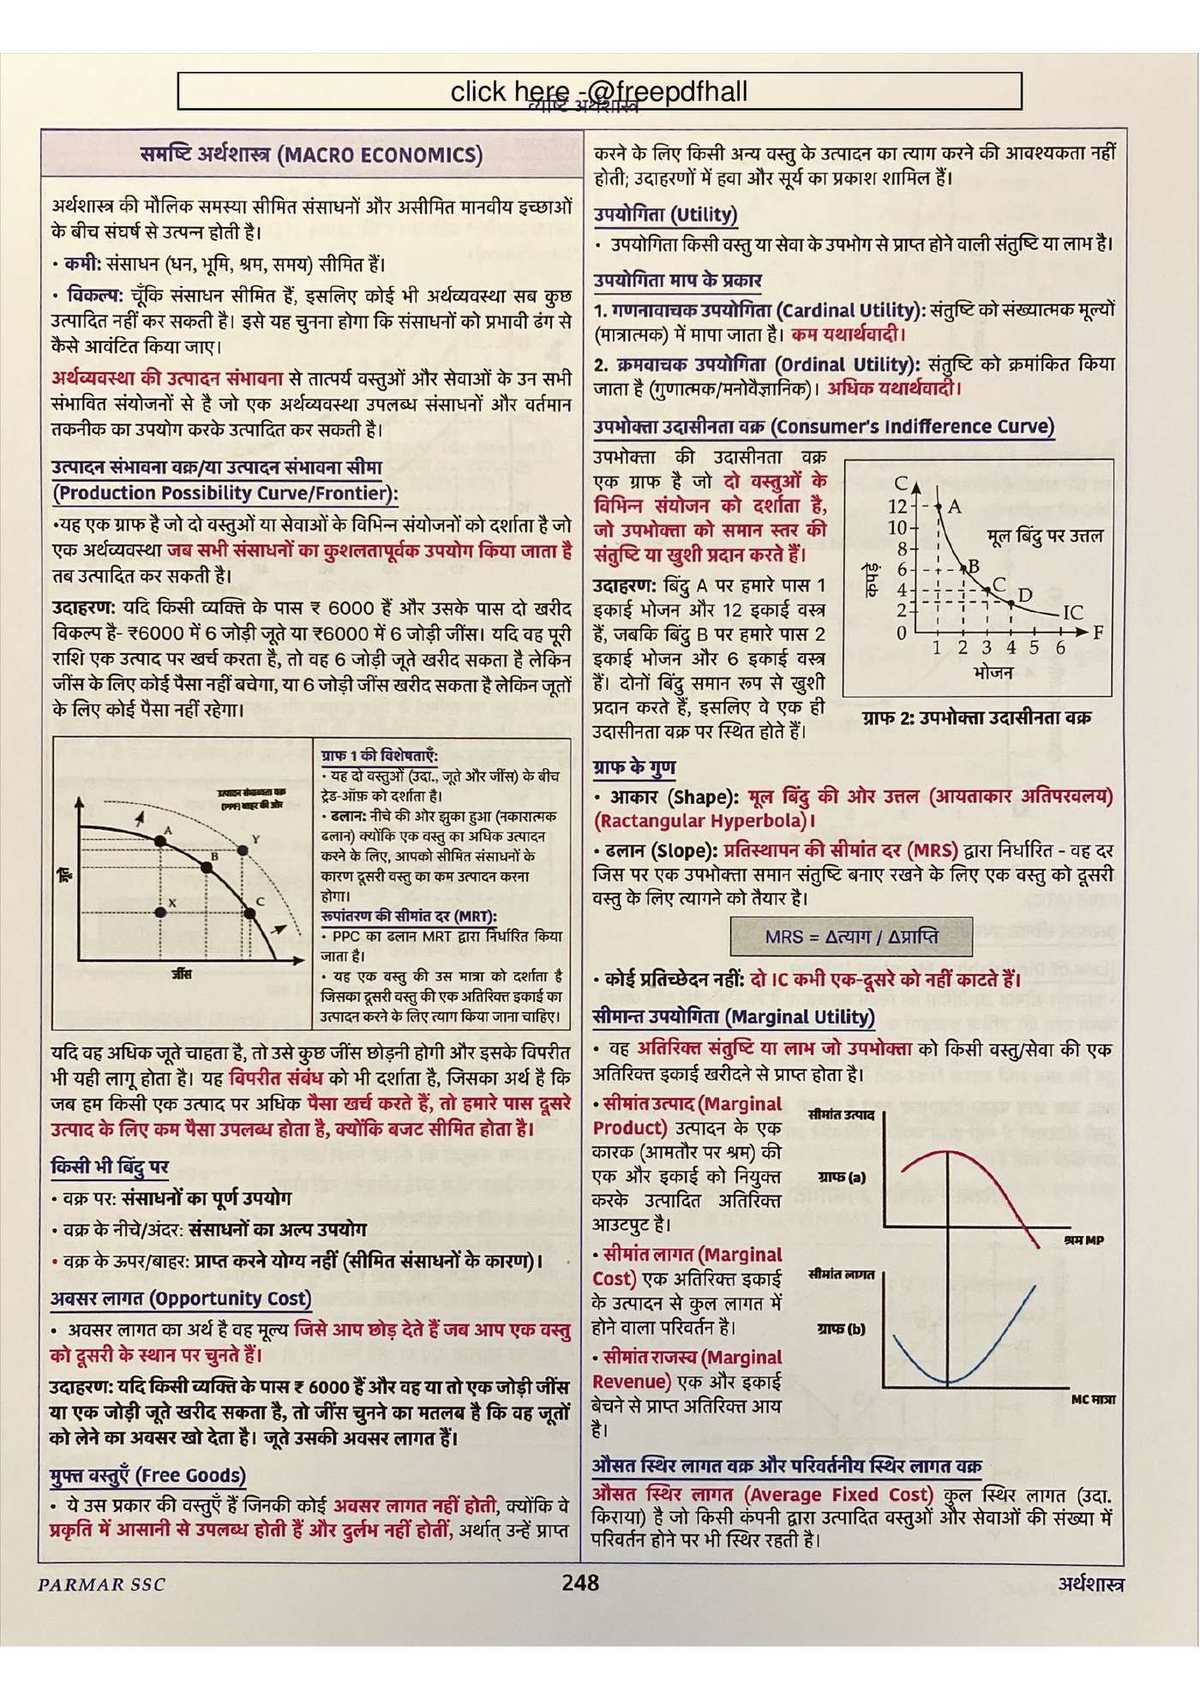 click here -@freepdfhall
व्यष्टि अर्थशास्त्र
समष्टि अर्थशास्त्र (MACRO ECONOMICS)
अर्थशास्त्र की मौलिक समस्या सीमित संसाधनों और असीमित मानवीय इच्छाओं
के बीच संघर्ष से उत्पन्न होती है।
• कमी: संसाधन (धन, भूमि, श्रम, समय) सीमित हैं।
• विकल्प: चूँकि संसाधन सीमित हैं, इसलिए कोई भी अर्थव्यवस्था सब कुछ
उत्पादित नहीं कर सकती है। इसे यह चुनना होगा कि संसाधनों को प्रभावी ढंग से
कैसे आवंटित किया जाए।
अर्थव्यवस्था की उत्पादन संभावना से तात्पर्य वस्तुओं और सेवाओं के उन सभी
संभावित संयोजनों से है जो एक अर्थव्यवस्था उपलब्ध संसाधनों और वर्तमान
तकनीक का उपयोग करके उत्पादित कर सकती है।
उत्पादन संभावना वक्र/या उत्पादन संभावना सीमा
(Production Possibility Curve/Frontier):
•यह एक ग्राफ है जो दो वस्तुओं या सेवाओं के विभिन्न संयोजनों को दर्शाता है जो
एक अर्थव्यवस्था जब सभी संसाधनों का कुशलतापूर्वक उपयोग किया जाता है
तब उत्पादित कर सकती है।
उदाहरण: यदि किसी व्यक्ति के पास ₹ 6000 हैं और उसके पास दो खरीद
विकल्प है- ₹6000 में 6 जोड़ी जूते या ₹6000 में 6 जोड़ी जींस। यदि वह पूरी
राशि एक उत्पाद पर खर्च करता है, तो वह 6 जोड़ी जूते खरीद सकता है लेकिन
जींस के लिए कोई पैसा नहीं बचेगा, या 6 जोड़ी जींस खरीद सकता है लेकिन जूतों
के लिए कोई पैसा नहीं रहेगा।
उत्पादन संभाव्यता वक्र
(PPF) बाहर की ओर
A
Y
B
X
C
जूते
जींस
ग्राफ 1 की विशेषताएँ:
• यह दो वस्तुओं (उदा., जूते और जींस) के बीच
ट्रेड-ऑफ़ को दर्शाता है।
• ढलान: नीचे की ओर झुका हुआ (नकारात्मक
ढलान) क्योंकि एक वस्तु का अधिक उत्पादन
करने के लिए, आपको सीमित संसाधनों के
कारण दूसरी वस्तु का कम उत्पादन करना
होगा।
रूपांतरण की सीमांत दर (MRT):
• PPC का ढलान MRT द्वारा निर्धारित किया
जाता है।
• यह एक वस्तु की उस मात्रा को दर्शाता है
जिसका दूसरी वस्तु की एक अतिरिक्त इकाई का
उत्पादन करने के लिए त्याग किया जाना चाहिए।
यदि वह अधिक जूते चाहता है, तो उसे कुछ जींस छोड़नी होगी और इसके विपरीत
भी यही लागू होता है। यह विपरीत संबंध को भी दर्शाता है, जिसका अर्थ है कि
जब हम किसी एक उत्पाद पर अधिक पैसा खर्च करते हैं, तो हमारे पास दूसरे
उत्पाद के लिए कम पैसा उपलब्ध होता है, क्योंकि बजट सीमित होता है।
किसी भी बिंदु पर
• वक्र पर: संसाधनों का पूर्ण उपयोग
• वक्र के नीचे/अंदर: संसाधनों का अल्प उपयोग
• वक्र के ऊपर/बाहर: प्राप्त करने योग्य नहीं (सीमित संसाधनों के कारण)।
अवसर लागत (Opportunity Cost)
• अवसर लागत का अर्थ है वह मूल्य जिसे आप छोड़ देते हैं जब आप एक वस्तु
को दूसरी के स्थान पर चुनते हैं।
उदाहरण: यदि किसी व्यक्ति के पास ₹ 6000 हैं और वह या तो एक जोड़ी जींस
या एक जोड़ी जूते खरीद सकता है, तो जींस चुनने का मतलब है कि वह जूतों
को लेने का अवसर खो देता है। जूते उसकी अवसर लागत हैं।
मुफ्त वस्तुएँ (Free Goods)
• ये उस प्रकार की वस्तुएँ हैं जिनकी कोई अवसर लागत नहीं होती, क्योंकि वे
प्रकृति में आसानी से उपलब्ध होती हैं और दुर्लभ नहीं होतीं, अर्थात् उन्हें प्राप्त
करने के लिए किसी अन्य वस्तु के उत्पादन का त्याग करने की आवश्यकता नहीं
होती; उदाहरणों में हवा और सूर्य का प्रकाश शामिल हैं।
उपयोगिता (Utility)
• उपयोगिता किसी वस्तु या सेवा के उपभोग से प्राप्त होने वाली संतुष्टि या लाभ है।
उपयोगिता माप के प्रकार
1. गणनावाचक उपयोगिता (Cardinal Utility): संतुष्टि को संख्यात्मक मूल्यों
(मात्रात्मक) में मापा जाता है। कम यथार्थवादी।
2. क्रमवाचक उपयोगिता (Ordinal Utility): संतुष्टि को क्रमांकित किया
जाता है (गुणात्मक/मनोवैज्ञानिक)। अधिक यथार्थवादी।
उपभोक्ता उदासीनता वक्र (Consumer's Indifference Curve)
उपभोक्ता की उदासीनता वक्र
एक ग्राफ है जो दो वस्तुओं के
विभिन्न संयोजन को दर्शाता है,
जो उपभोक्ता को समान स्तर की
संतुष्टि या खुशी प्रदान करते हैं।
उदाहरण: बिंदु A पर हमारे पास 1
इकाई भोजन और 12 इकाई वस्त्र
हैं, जबकि बिंदु B पर हमारे पास 2
इकाई भोजन और 6 इकाई वस्त्र
हैं। दोनों बिंदु समान रूप से खुशी
प्रदान करते हैं, इसलिए वे एक ही
उदासीनता वक्र पर स्थित होते हैं।
C
12
A
10
मूल बिंदु पर उत्तल
8
6
B
कपड़े
4
C
D
2
IC
0
F
1 2 3 4 5 6
भोजन
ग्राफ 2: उपभोक्ता उदासीनता वक्र
ग्राफ के गुण
• आकार (Shape): मूल बिंदु की ओर उत्तल (आयताकार अतिपरवलय)
(Ractangular Hyperbola)।
• ढलान (Slope): प्रतिस्थापन की सीमांत दर (MRS) द्वारा निर्धारित - वह दर
जिस पर एक उपभोक्ता समान संतुष्टि बनाए रखने के लिए एक वस्तु को दूसरी
वस्तु के लिए त्यागने को तैयार है।
MRS = Δत्याग / Δप्राप्ति
• कोई प्रतिच्छेदन नहीं: दो IC कभी एक-दूसरे को नहीं काटते हैं।
सीमान्त उपयोगिता (Marginal Utility)
• वह अतिरिक्त संतुष्टि या लाभ जो उपभोक्ता को किसी वस्तु/सेवा की एक
अतिरिक्त इकाई खरीदने से प्राप्त होता है।
• सीमांत उत्पाद (Marginal
Product) उत्पादन के एक
कारक (आमतौर पर श्रम) की
एक और इकाई को नियुक्त
करके उत्पादित अतिरिक्त
आउटपुट है।
• सीमांत लागत (Marginal
Cost) एक अतिरिक्त इकाई
के उत्पादन से कुल लागत में
होने वाला परिवर्तन है।
• सीमांत राजस्व (Marginal
Revenue) एक और इकाई
बेचने से प्राप्त अतिरिक्त आय
है।
सीमांत उत्पाद
ग्राफ (a)
श्रम MP
सीमांत लागत
ग्राफ (b)
MC मात्रा
औसत स्थिर लागत वक्र और परिवर्तनीय स्थिर लागत वक्र
औसत स्थिर लागत (Average Fixed Cost) कुल स्थिर लागत (उदा.
किराया) है जो किसी कंपनी द्वारा उत्पादित वस्तुओं और सेवाओं की संख्या में
परिवर्तन होने पर भी स्थिर रहती है।
PARMAR SSC
248
अर्थशास्त्र